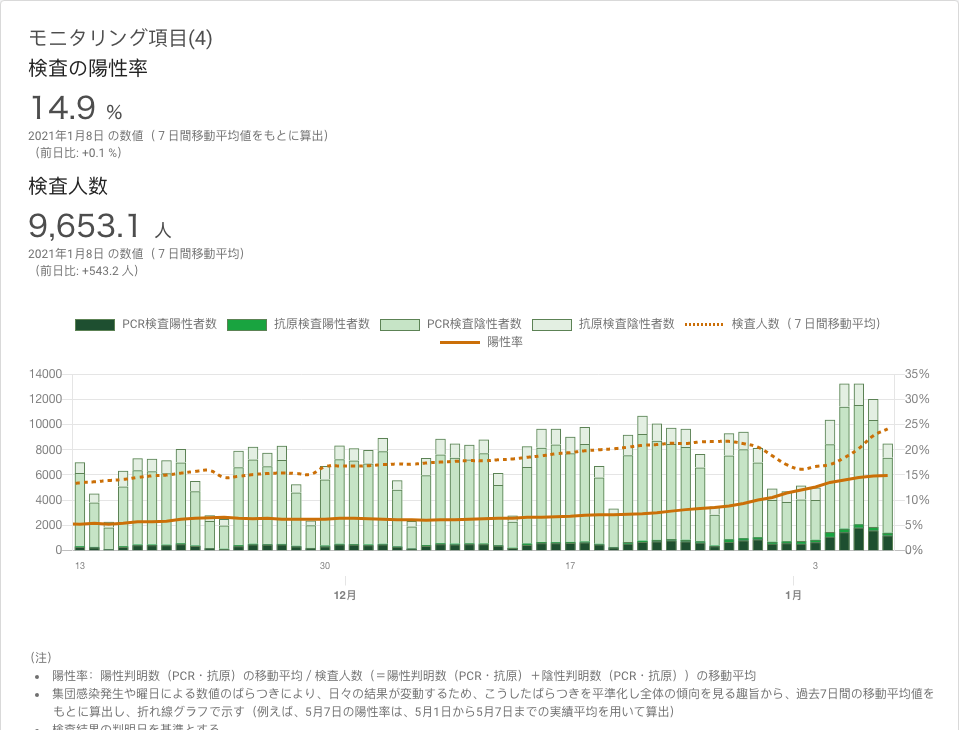 モニタリング項目(4)
検査の陽性率
14.9 %
2021年1月8日 の数値（７日間移動平均値をもとに算出）
（前日比: +0.1 %）
検査人数
9,653.1 人
2021年1月8日 の数値（７日間移動平均）
（前日比: +543.2 人）
PCR検査陽性者数 抗原検査陽性者数 PCR検査陰性者数 抗原検査陰性者数 検査人数（７日間移動平均）
陽性率
14000 35%
12000 30%
10000 25%
8000 20%
6000 15%
4000 10%
2000 5%
0 0%
13 30 17 3
12月 1月
（注）
• 陽性率：陽性判明数（PCR・抗原）の移動平均 / 検査人数（＝陽性判明数（PCR・抗原）＋陰性判明数（PCR・抗原））の移動平均
• 集団感染発生や曜日による数値のばらつきにより、日々の結果が変動するため、こうしたばらつきを平準化し全体の傾向を見る趣旨から、過去7日間の移動平均値を
もとに算出し、折れ線グラフで示す（例えば、5月7日の陽性率は、5月1日から5月7日までの実績平均を用いて算出）
• 検査結果の判明日を基準とする